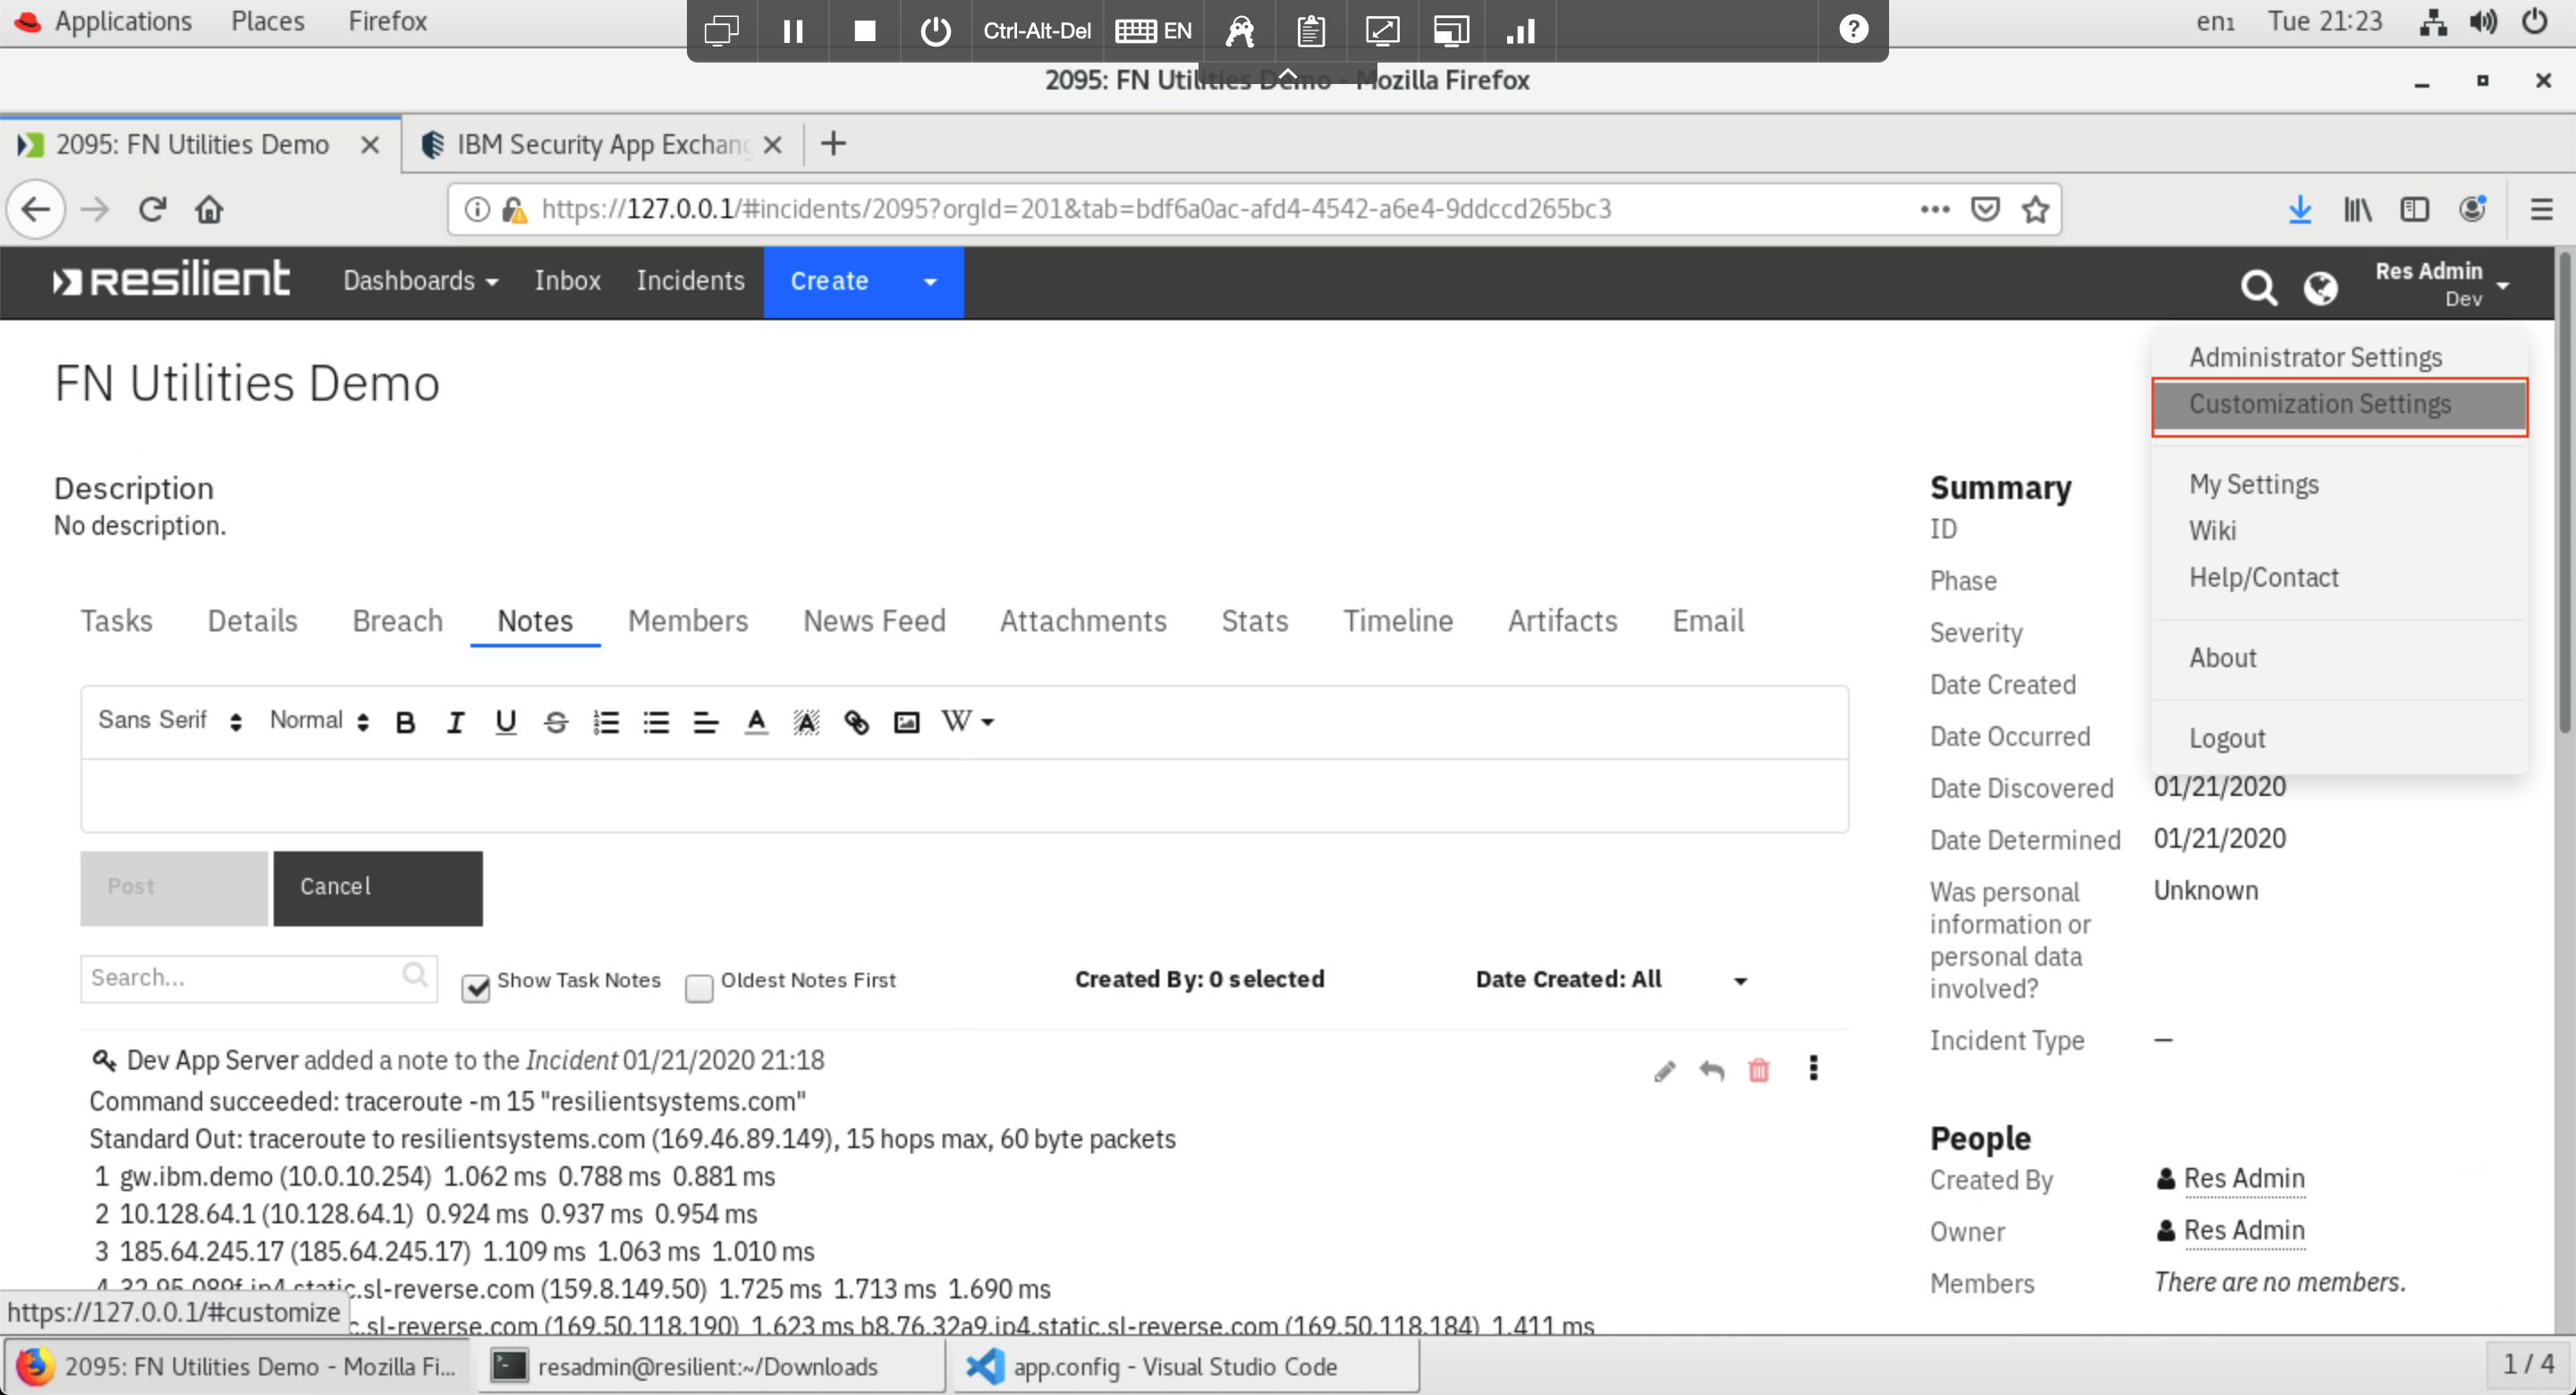 Applications Places Firefox
Ctrl-Alt-Del EN
en1 Tue 21:23
2095: FN Utilities Demo - Mozilla Firefox
2095: FN Utilities Demo
IBM Security App Exchang
https://127.0.0.1/#incidents/2095?orgId=201&tab=bdf6a0ac-afd4-4542-a6e4-9ddccd265bc3
resilient Dashboards Inbox Incidents Create
Res Admin
Dev
Administrator Settings
Customization Settings
My Settings
Wiki
Help/Contact
About
Logout
FN Utilities Demo
Description
No description.
Tasks Details Breach Notes Members News Feed Attachments Stats Timeline Artifacts Email
Sans Serif Normal B I U S A A W
Post Cancel
Search... Show Task Notes Oldest Notes First Created By: 0 selected Date Created: All
Dev App Server added a note to the Incident 01/21/2020 21:18
Command succeeded: traceroute -m 15 "resilientsystems.com"
Standard Out: traceroute to resilientsystems.com (169.46.89.149), 15 hops max, 60 byte packets
1 gw.ibm.demo (10.0.10.254) 1.062 ms 0.788 ms 0.881 ms
2 10.128.64.1 (10.128.64.1) 0.924 ms 0.937 ms 0.954 ms
3 185.64.245.17 (185.64.245.17) 1.109 ms 1.063 ms 1.010 ms
4 32.95.089f.ip4.static.sl-reverse.com (159.8.149.50) 1.725 ms 1.713 ms 1.690 ms
c.sl-reverse.com (169.50.118.190) 1.623 ms b8.76.32a9.ip4.static.sl-reverse.com (169.50.118.184) 1.411 ms
Summary
ID
Phase
Severity
Date Created
Date Occurred
Date Discovered 01/21/2020
Date Determined 01/21/2020
Was personal information or personal data involved? Unknown
Incident Type —
People
Created By Res Admin
Owner Res Admin
Members There are no members.
https://127.0.0.1/#customize
2095: FN Utilities Demo - Mozilla Fi...
resadmin@resilient:~/Downloads
app.config - Visual Studio Code
1 / 4